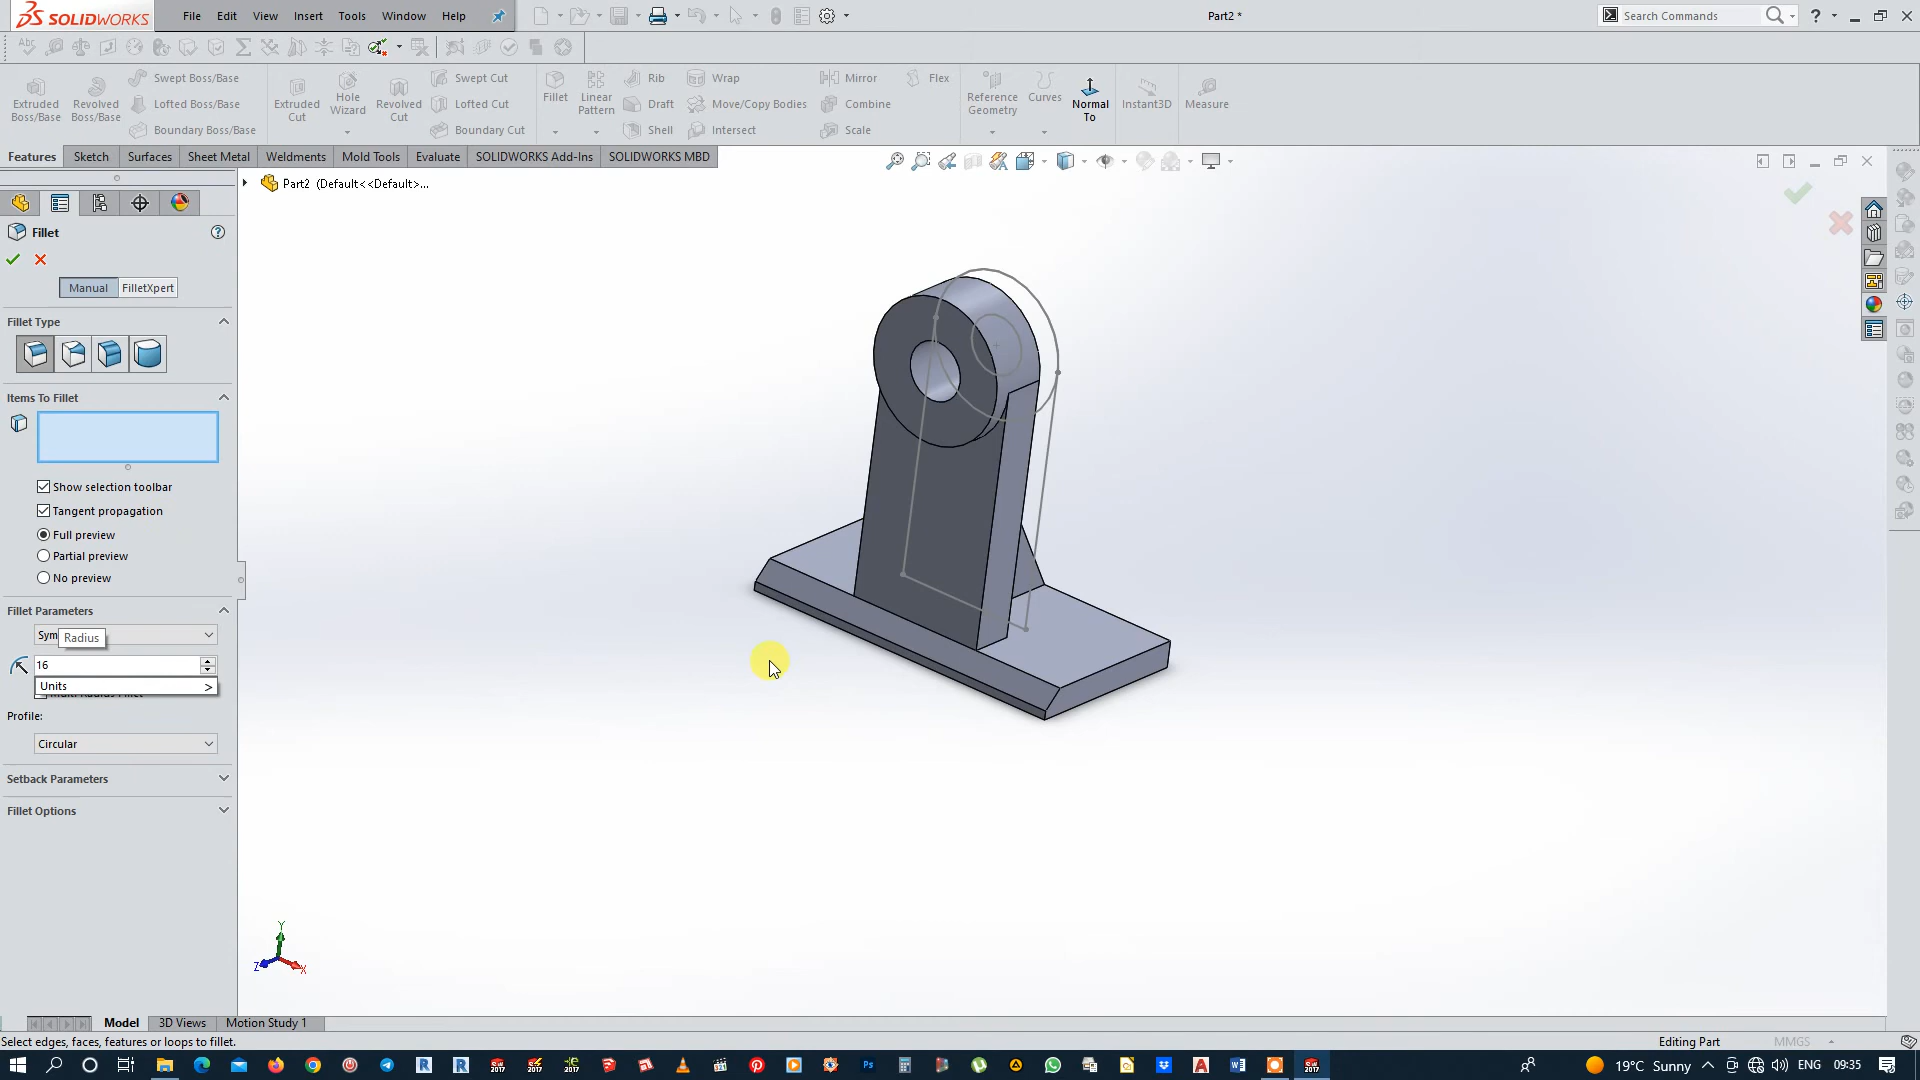 SOLIDWORKS File Edit View Insert Tools Window Help Part2 * Search Commands
Extruded Boss/Base
Revolved Boss/Base
Swept Boss/Base
Lofted Boss/Base
Boundary Boss/Base
Extruded Cut
Hole Wizard
Revolved Cut
Swept Cut
Lofted Cut
Boundary Cut
Fillet
Linear Pattern
Rib
Draft
Shell
Wrap
Move/Copy Bodies
Intersect
Mirror
Combine
Scale
Flex
Reference Geometry
Curves
Normal To
Instant3D
Measure
Features Sketch Surfaces Sheet Metal Weldments Mold Tools Evaluate SOLIDWORKS Add-Ins SOLIDWORKS MBD
Part2 (Default<<Default>...
Fillet
Manual FilletXpert
Fillet Type
Items To Fillet
Show selection toolbar
Tangent propagation
Full preview
Partial preview
No preview
Fillet Parameters
Sym
Radius
16
Units >
Profile:
Circular
Setback Parameters
Fillet Options
Y
Z
X
Model 3D Views Motion Study 1
Select edges, faces, features or loops to fillet. Editing Part MMGS
19°C Sunny ENG 09:35